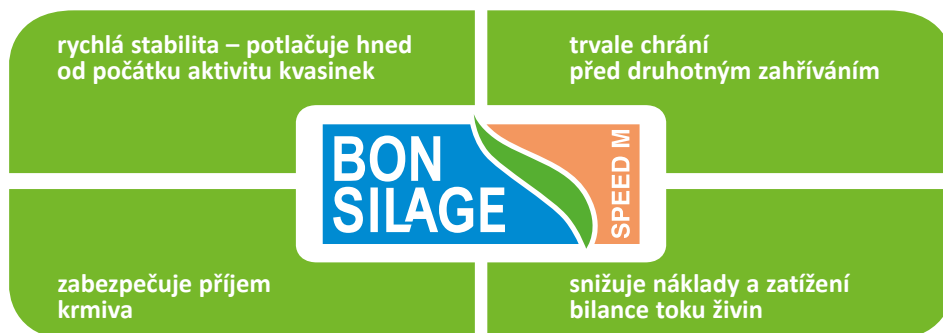 rychlá stabilita – potlačuje hned
od počátku aktivitu kvasinek
trvale chrání
před druhotným zahříváním
BON
SILAGE
SPEED M
zabezpečuje příjem
krmiva
snižuje náklady a zatížení
bilance toku živin